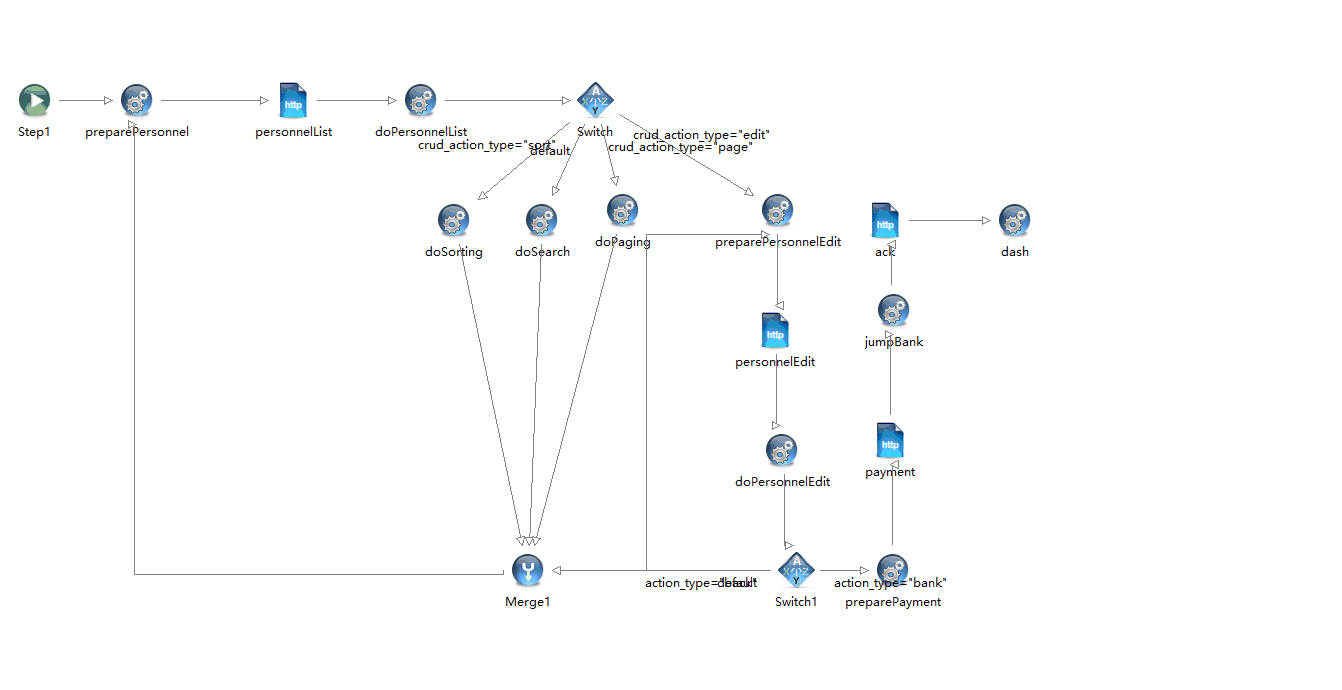 http
Step1
preparePersonnel
personnelList
doPersonnelList
Switch
crud_action_type="edit"
crud_action_type="sort"
default
crud_action_type="page"
doSorting
doSearch
doPaging
preparePersonnelEdit
http
ack
dash
http
personnelEdit
jumpBank
http
payment
doPersonnelEdit
action_type="back"
default
action_type="bank"
Merge1
Switch1
preparePayment